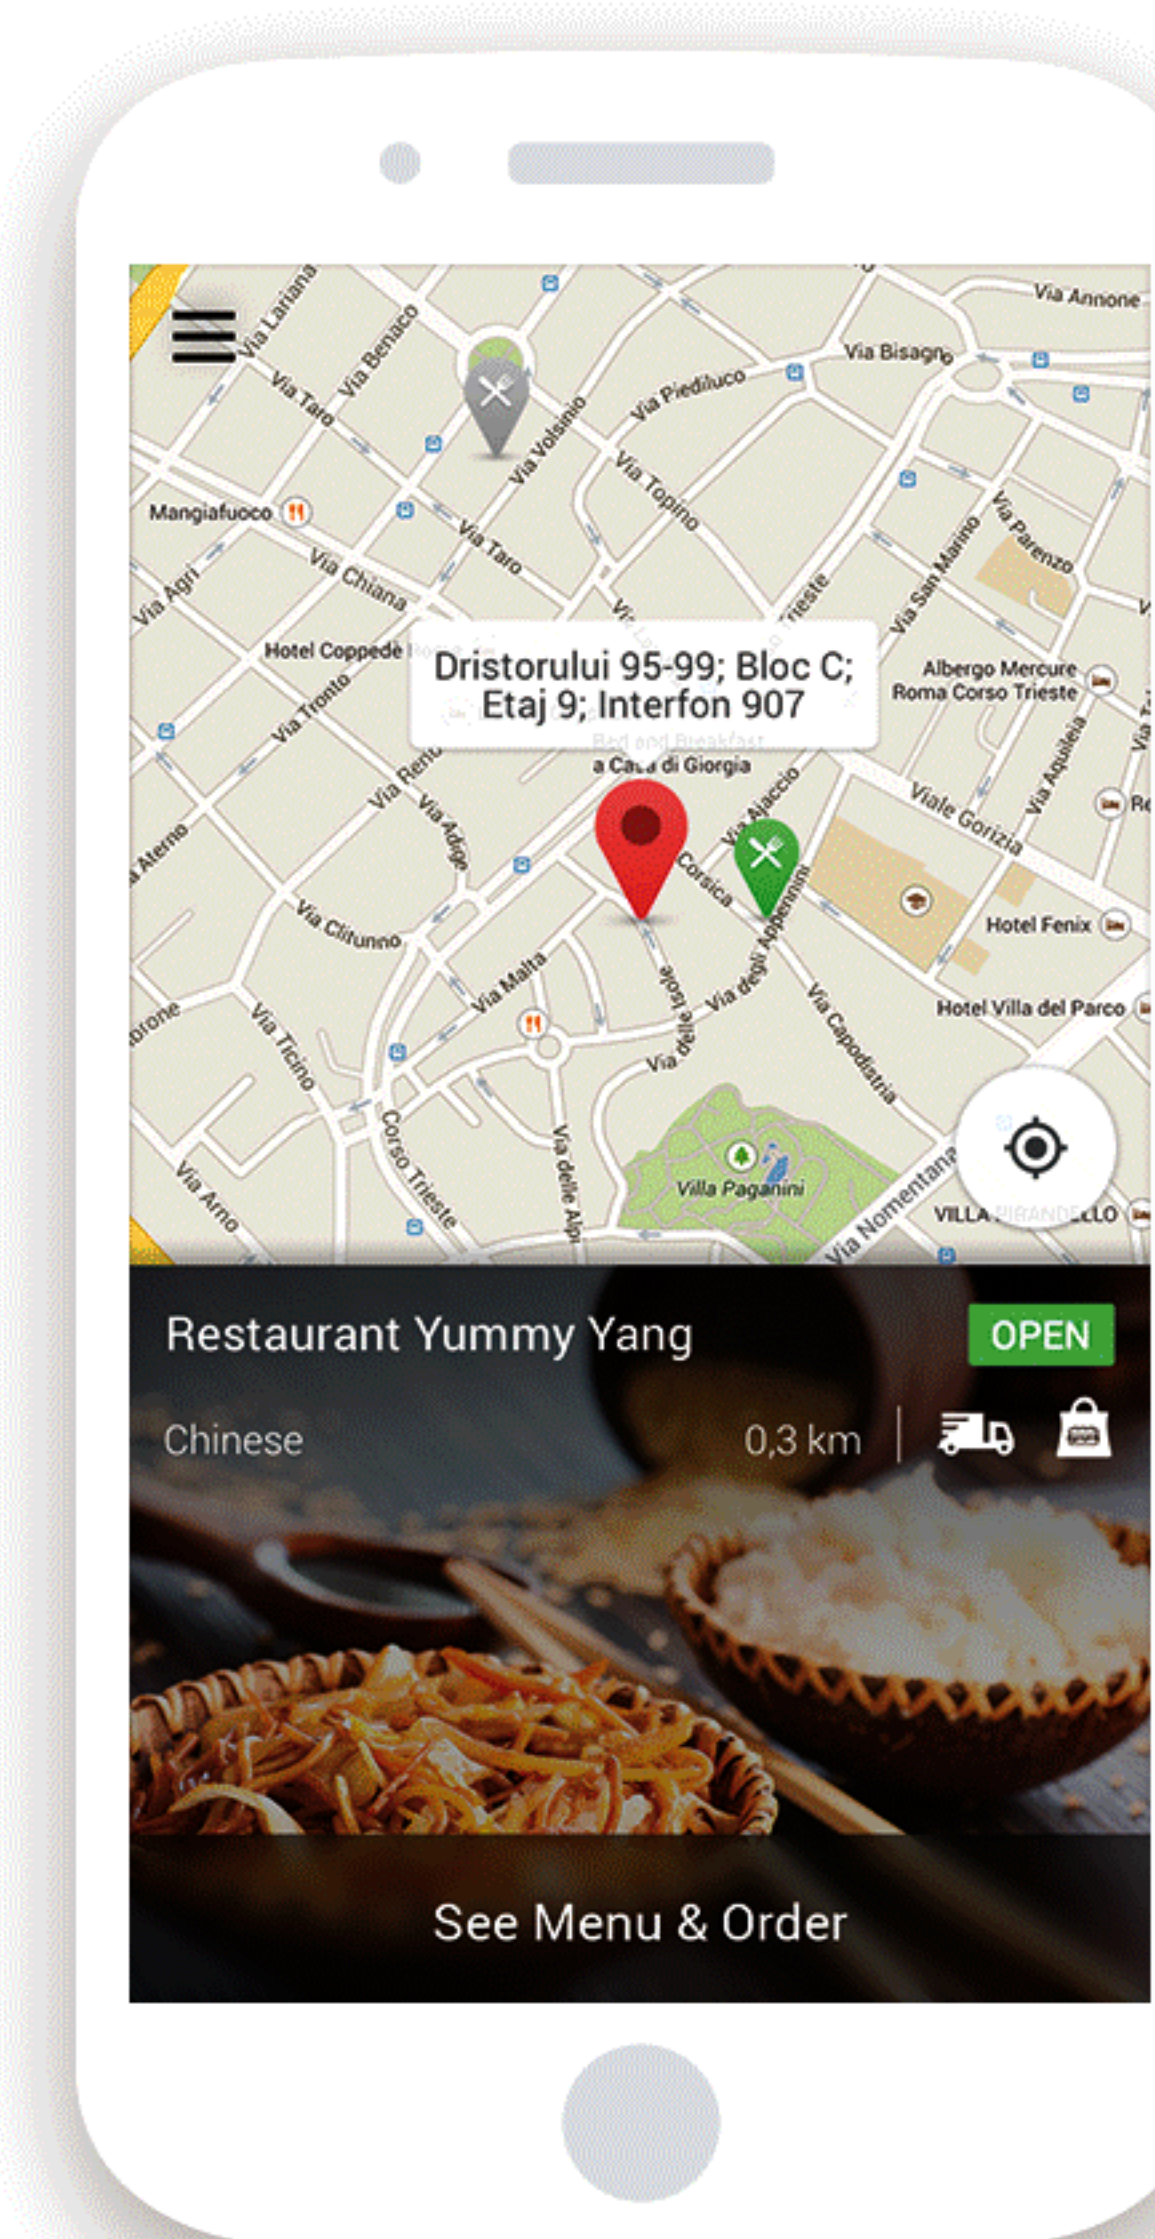 Via Lariana
Via Benaco
Via Annone
Via Bisagno
Via Piediluco
Via Taro
Via Volsinio
Via Topino
Mangiafuoco
Via Taro
Via Parenzo
Via San Marino
Via Chiana
Via Agri
Hotel Coppedè
Dristorului 95-99; Bloc C;
Etaj 9; Interfon 907
Albergo Mercure
Roma Corso Trieste
Via Tronto
Bed and Breakfast
a Casa di Giorgia
Via Aquileia
Via Ajaccio
Viale Gorizia
Via Adige
Corsica
Via Clitunno
Hotel Fenix
Via degli Appennini
Via Malta
Hotel Villa del Parco
Via delle Isole
Via Ticino
Via Capodistria
Corso Trieste
Via delle Alpi
Via Arno
Villa Paganini
Via Nomentana
VILLA PIRANDELLO
Restaurant Yummy Yang
OPEN
Chinese
0,3 km
See Menu & Order